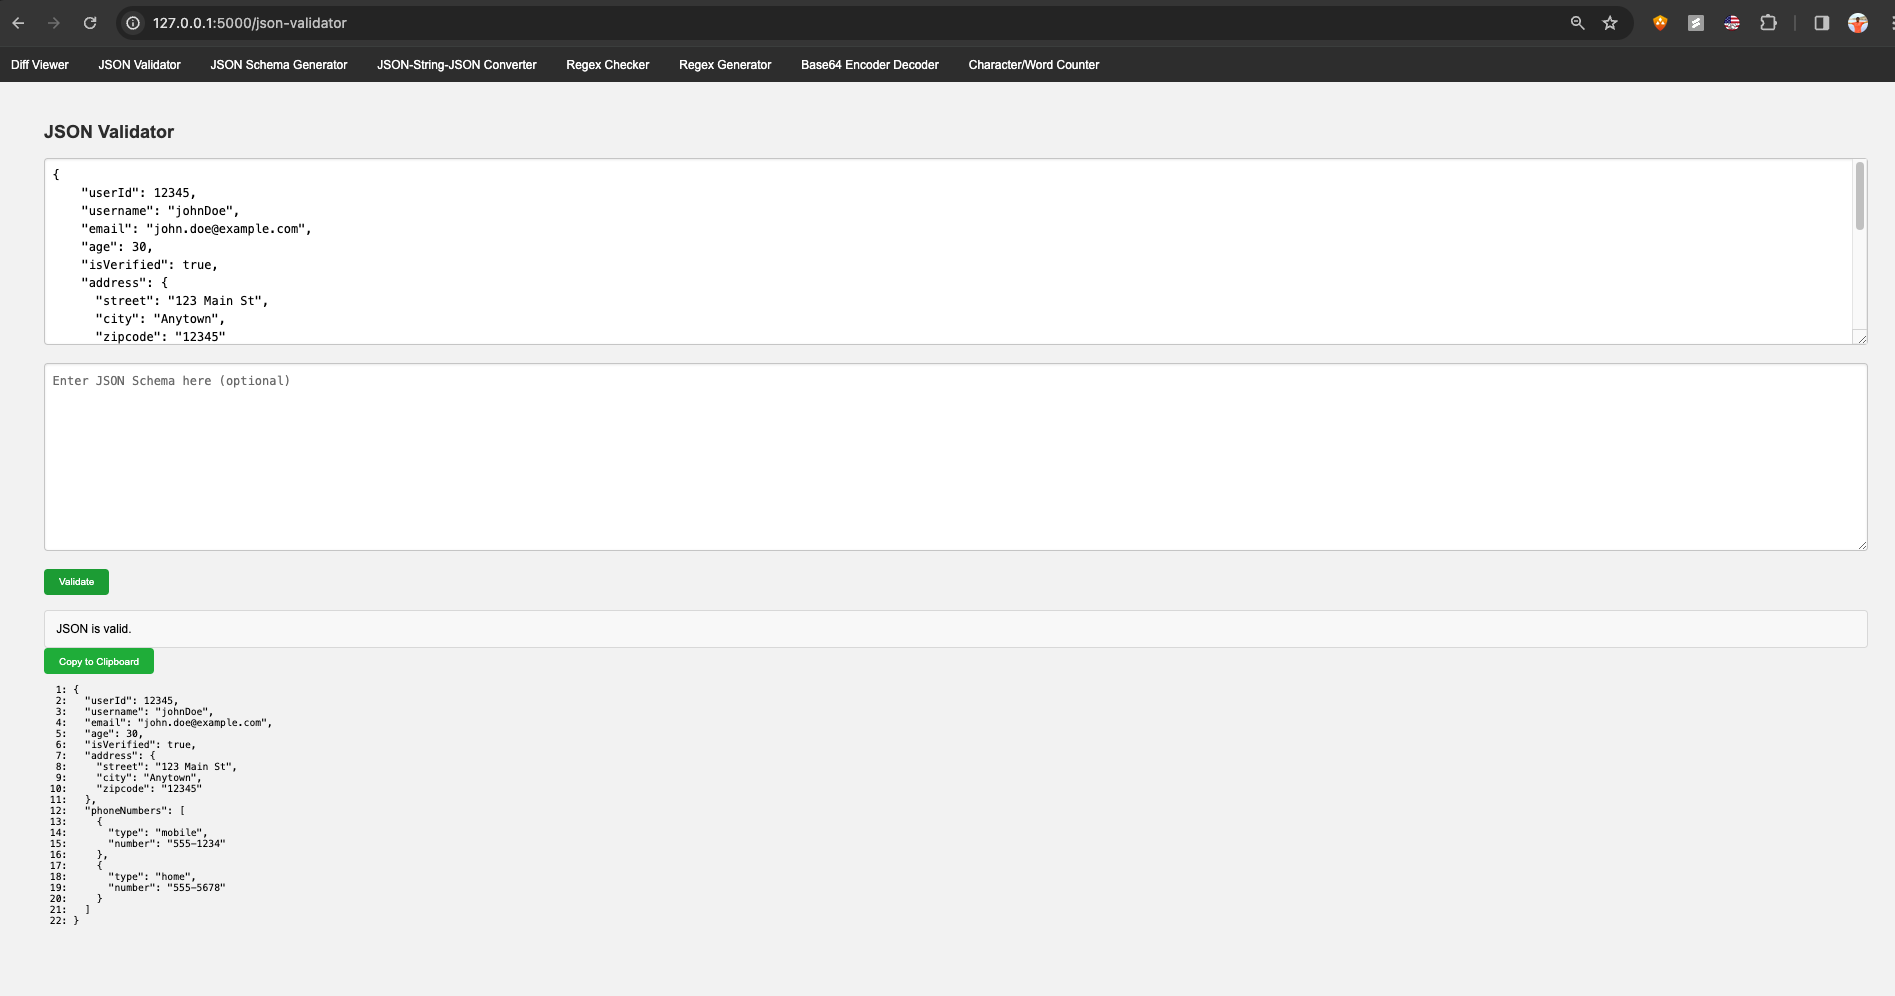 127.0.0.1:5000/json-validator
Diff Viewer JSON Validator JSON Schema Generator JSON-String-JSON Converter Regex Checker Regex Generator Base64 Encoder Decoder Character/Word Counter
JSON Validator
{
    "userId": 12345,
    "username": "johnDoe",
    "email": "john.doe@example.com",
    "age": 30,
    "isVerified": true,
    "address": {
      "street": "123 Main St",
      "city": "Anytown",
      "zipcode": "12345"
Enter JSON Schema here (optional)
Validate
JSON is valid.
Copy to Clipboard
 1: {
 2:   "userId": 12345,
 3:   "username": "johnDoe",
 4:   "email": "john.doe@example.com",
 5:   "age": 30,
 6:   "isVerified": true,
 7:   "address": {
 8:     "street": "123 Main St",
 9:     "city": "Anytown",
10:     "zipcode": "12345"
11:   },
12:   "phoneNumbers": [
13:     {
14:       "type": "mobile",
15:       "number": "555-1234"
16:     },
17:     {
18:       "type": "home",
19:       "number": "555-5678"
20:     }
21:   ]
22: }